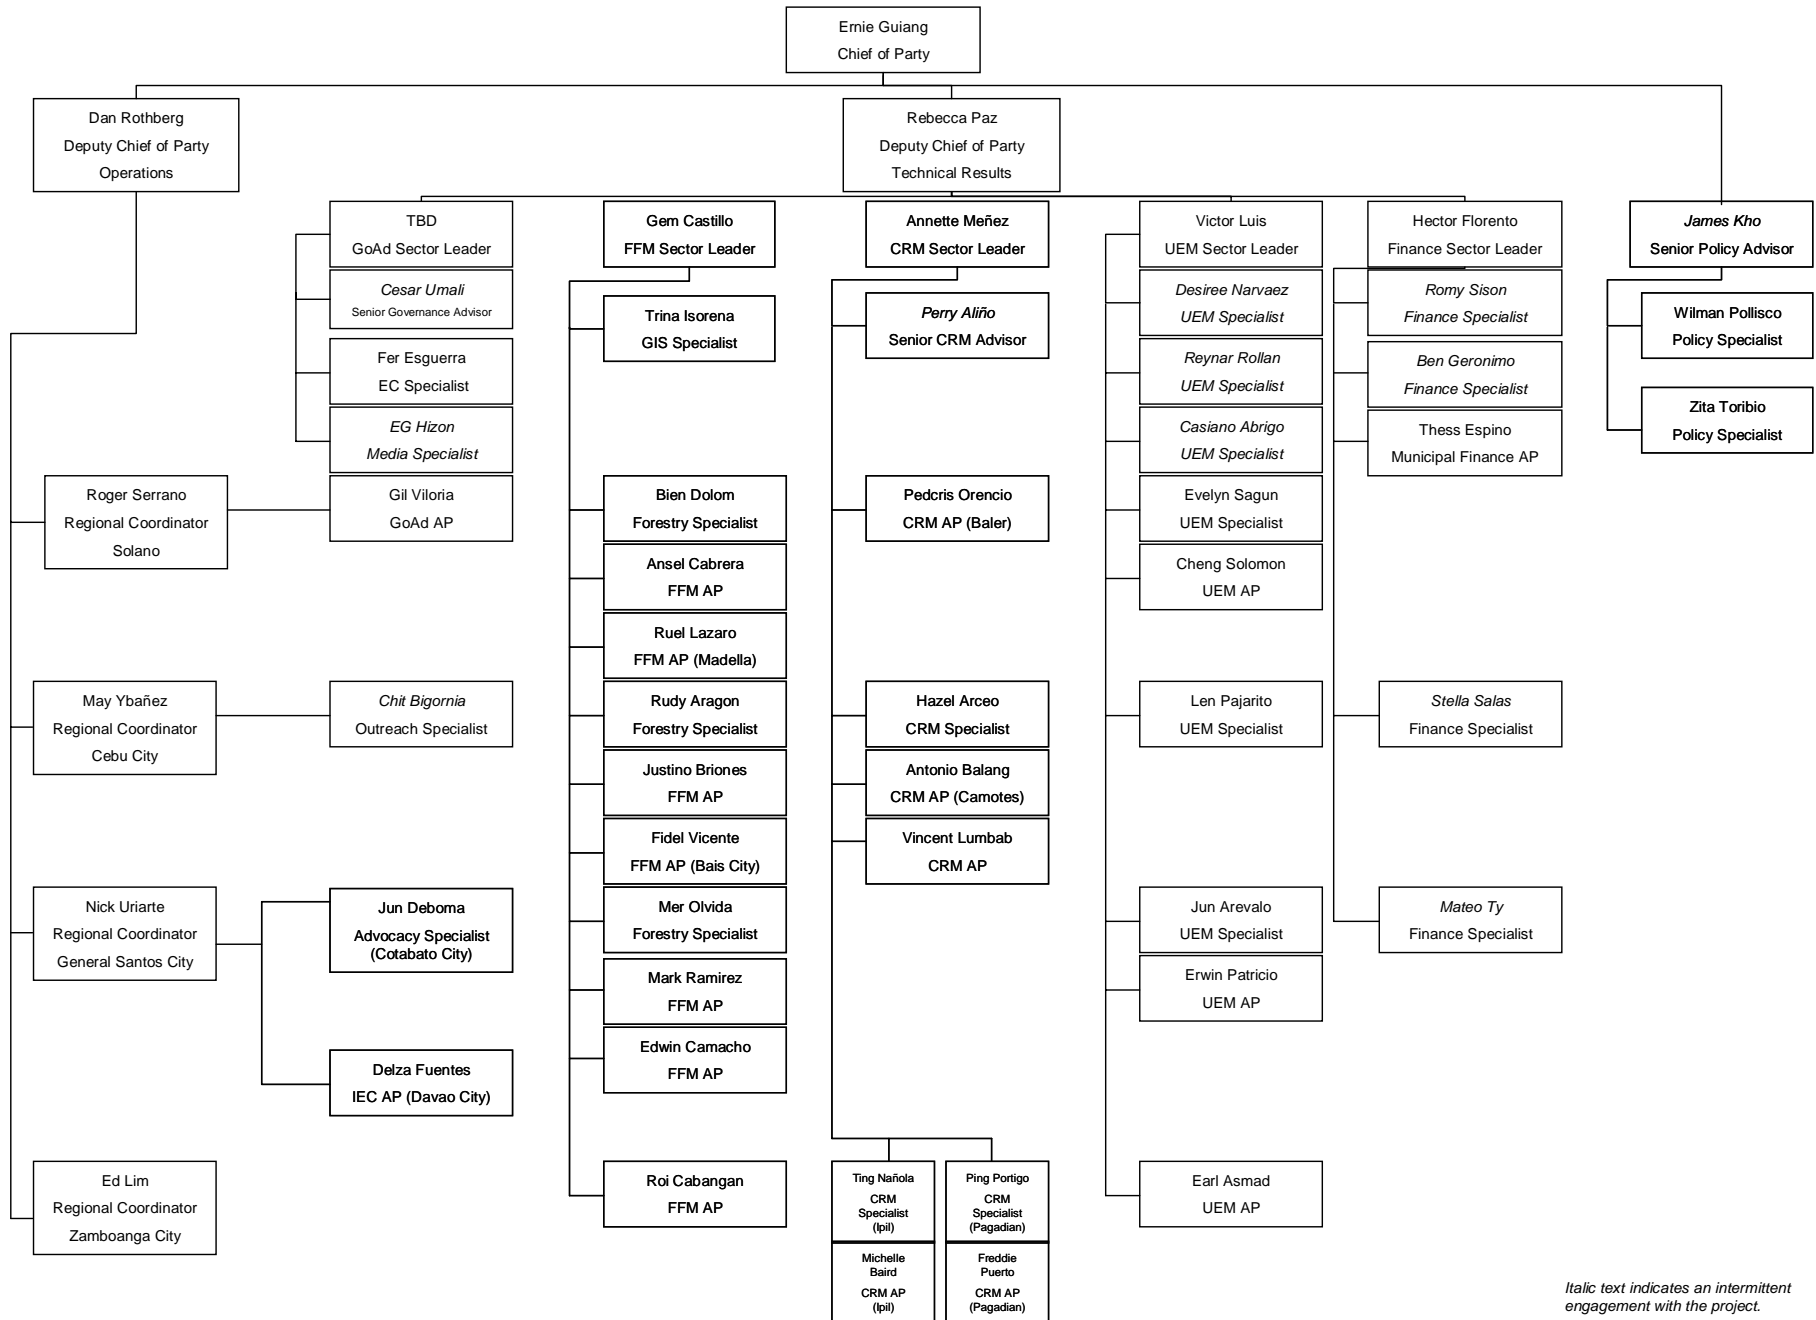 Ernie Guiang
Chief of Party
Dan Rothberg
Deputy Chief of Party
Operations
Rebecca Paz
Deputy Chief of Party
Technical Results
TBD
GoAd Sector Leader
Cesar Umali
Senior Governance Advisor
Fer Esguerra
EC Specialist
EG Hizon
Media Specialist
Gil Viloria
GoAd AP
Gem Castillo
FFM Sector Leader
Trina Isorena
GIS Specialist
Annette Meñez
CRM Sector Leader
Perry Aliño
Senior CRM Advisor
Victor Luis
UEM Sector Leader
Desiree Narvaez
UEM Specialist
Reynar Rollan
UEM Specialist
Casiano Abrigo
UEM Specialist
Evelyn Sagun
UEM Specialist
Cheng Solomon
UEM AP
Hector Florento
Finance Sector Leader
Romy Sison
Finance Specialist
Ben Geronimo
Finance Specialist
Thess Espino
Municipal Finance AP
James Kho
Senior Policy Advisor
Wilman Pollisco
Policy Specialist
Zita Toribio
Policy Specialist
Roger Serrano
Regional Coordinator
Solano
Bien Dolom
Forestry Specialist
Ansel Cabrera
FFM AP
Ruel Lazaro
FFM AP (Madella)
Pedcris Orencio
CRM AP (Baler)
May Ybañez
Regional Coordinator
Cebu City
Chit Bigornia
Outreach Specialist
Rudy Aragon
Forestry Specialist
Justino Briones
FFM AP
Fidel Vicente
FFM AP (Bais City)
Hazel Arceo
CRM Specialist
Antonio Balang
CRM AP (Camotes)
Vincent Lumbab
CRM AP
Len Pajarito
UEM Specialist
Stella Salas
Finance Specialist
Nick Uriarte
Regional Coordinator
General Santos City
Jun Deboma
Advocacy Specialist
(Cotabato City)
Delza Fuentes
IEC AP (Davao City)
Mer Olvida
Forestry Specialist
Mark Ramirez
FFM AP
Edwin Camacho
FFM AP
Jun Arevalo
UEM Specialist
Erwin Patricio
UEM AP
Mateo Ty
Finance Specialist
Ed Lim
Regional Coordinator
Zamboanga City
Roi Cabangan
FFM AP
Ting Nañola
CRM
Specialist
(Ipil)
Michelle
Baird
CRM AP
(Ipil)
Ping Portigo
CRM
Specialist
(Pagadian)
Freddie
Puerto
CRM AP
(Pagadian)
Earl Asmad
UEM AP
Italic text indicates an intermittent
engagement with the project.